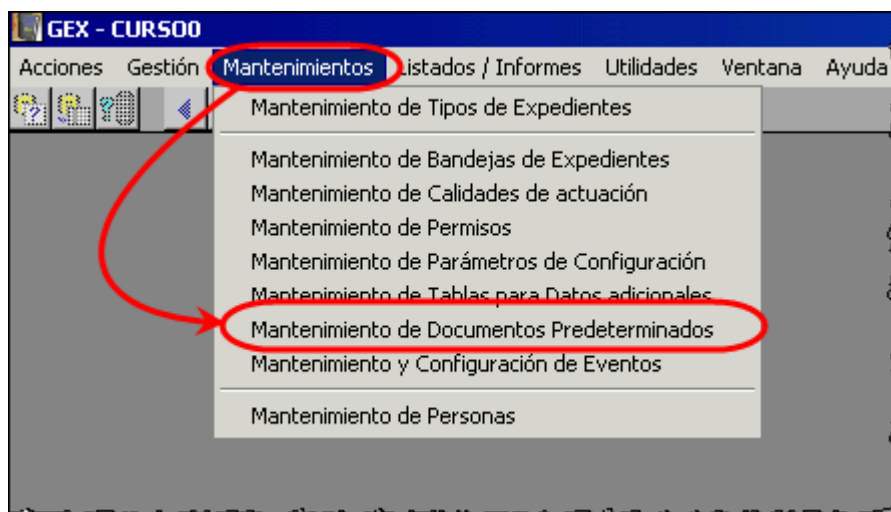 GEX - CURSO0
Acciones Gestión Mantenimientos Listados / Informes Utilidades Ventana Ayuda
Mantenimiento de Tipos de Expedientes
Mantenimiento de Bandejas de Expedientes
Mantenimiento de Calidades de actuación
Mantenimiento de Permisos
Mantenimiento de Parámetros de Configuración
Mantenimiento de Tablas para Datos adicionales
Mantenimiento de Documentos Predeterminados
Mantenimiento y Configuración de Eventos
Mantenimiento de Personas